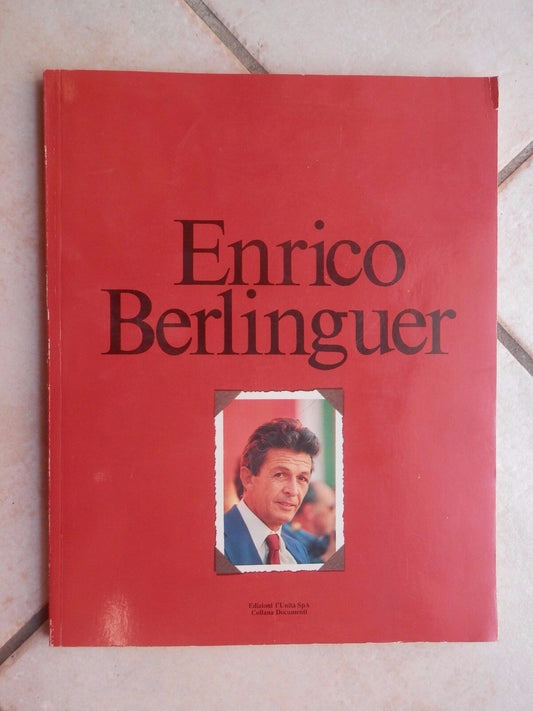 Enrico
Berlinguer
Edizioni l'Unità SpA
Collana Documenti